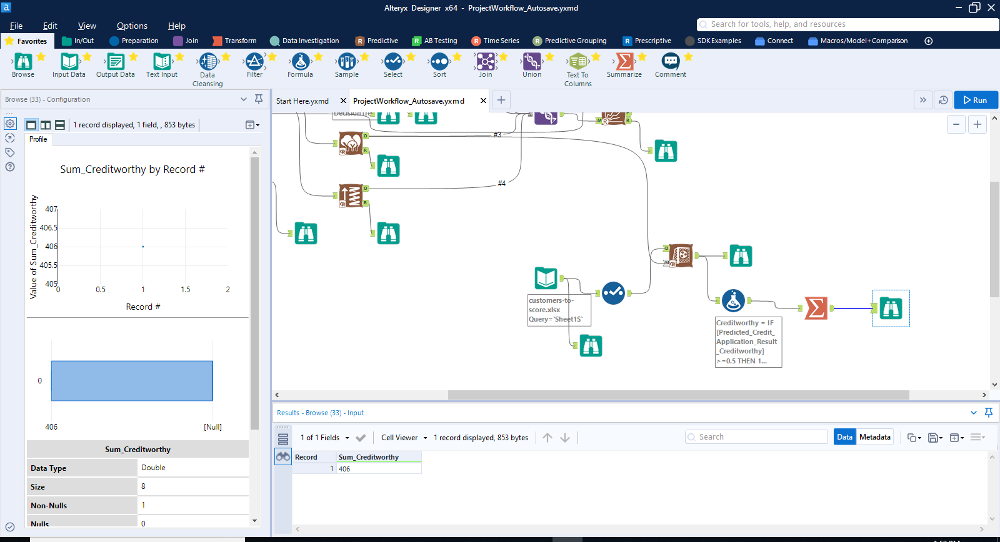 Alteryx Designer x64 - ProjectWorkflow_Autosave.yxmd
File Edit View Options Help
Search for tools, help, and resources
Favorites In/Out Preparation Join Transform Data Investigation Predictive AB Testing Time Series Predictive Grouping Prescriptive SDK Examples Connect Macros/Model+Comparison
Browse Input Data Output Data Text Input Data Cleansing Filter Formula Sample Select Sort Join Union Text To Columns Summarize Comment
Browse (33) - Configuration
1 record displayed, 1 field, , 853 bytes
Profile
Sum_Creditworthy by Record #
Value of Sum_Creditworthy
407
406.5
406
405.5
405
0 0.5 1 1.5 2
Record #
0
406 [Null]
Sum_Creditworthy
Data Type Double
Size 8
Non-Nulls 1
Nulls 0
Start Here.yxmd ProjectWorkflow_Autosave.yxmd
Run
#3
#4
customers-to-
score.xlsx
Query=`Sheet1$`
Creditworthy = IF
[Predicted_Credit_
Application_Result
_Creditworthy]
>=0.5 THEN 1...
Results - Browse (33) - Input
1 of 1 Fields Cell Viewer 1 record displayed, 853 bytes Search Data Metadata
Record Sum_Creditworthy
1 406